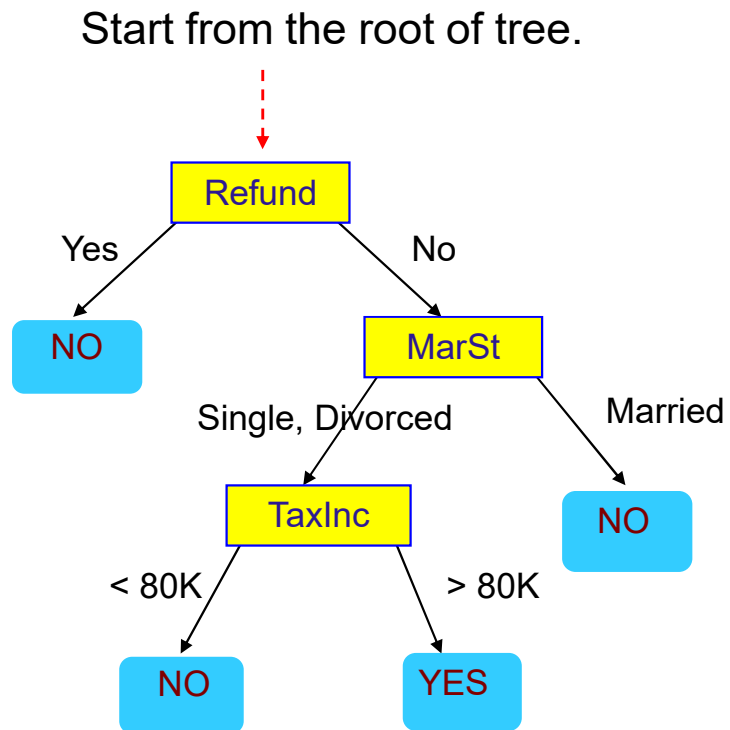 Start from the root of tree.
Refund
Yes
No
NO
MarSt
Single, Divorced
Married
TaxInc
NO
< 80K
> 80K
NO
YES